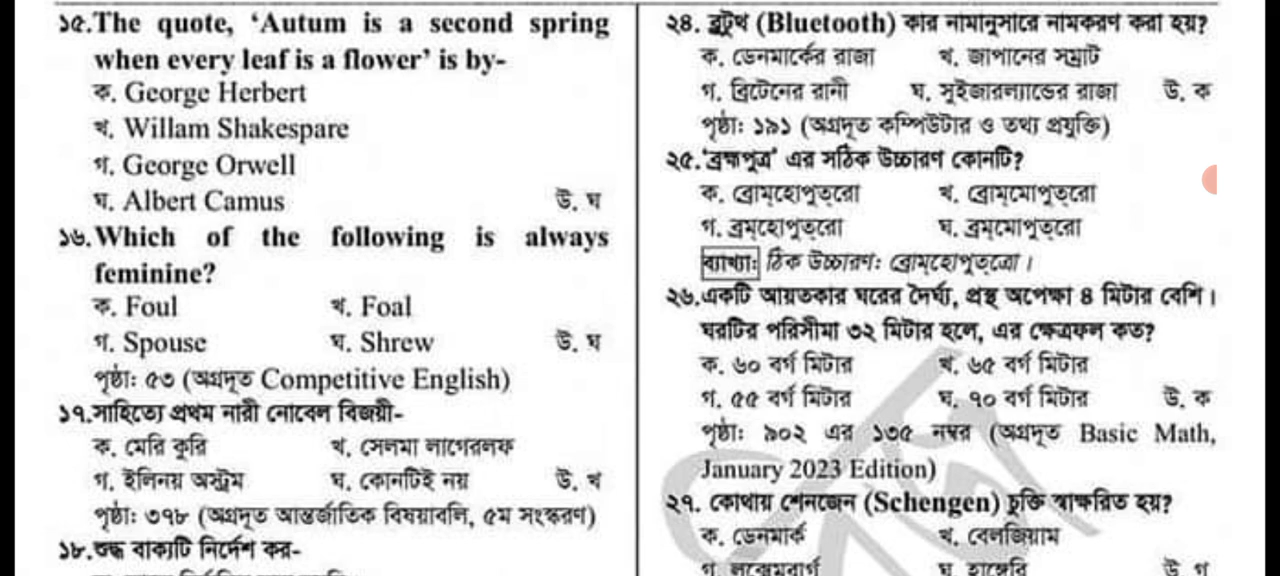 ১৫.The quote, ‘Autum is a second spring
when every leaf is a flower’ is by-
ক. George Herbert
খ. Willam Shakespare
গ. George Orwell
ঘ. Albert Camus উ. ঘ
১৬.Which of the following is always
feminine?
ক. Foul খ. Foal
গ. Spouse ঘ. Shrew উ. ঘ
পৃষ্ঠা: ৫৩ (অগ্রদূত Competitive English)
১৭.সাহিত্যে প্রথম নারী নোবেল বিজয়ী-
ক. মেরি কুরি খ. সেলমা লাগেরলফ
গ. ইলিনয় অস্ট্রম ঘ. কোনটিই নয় উ. খ
পৃষ্ঠা: ৩৭৮ (অগ্রদূত আন্তর্জাতিক বিষয়াবলি, ৫ম সংস্করণ)
১৮.শুদ্ধ বাক্যটি নির্দেশ কর-
২৪. ব্লুটুথ (Bluetooth) কার নামানুসারে নামকরণ করা হয়?
ক. ডেনমার্কের রাজা খ. জাপানের সম্রাট
গ. ব্রিটেনের রানী ঘ. সুইজারল্যান্ডের রাজা উ. ক
পৃষ্ঠা: ১৯১ (অগ্রদূত কম্পিউটার ও তথ্য প্রযুক্তি)
২৫.‘ব্রহ্মপুত্র’ এর সঠিক উচ্চারণ কোনটি?
ক. ব্রোম্‌হোপুত্‌রো খ. ব্রোম্‌মোপুত্‌রো
গ. ব্রম্‌হোপুত্‌রো ঘ. ব্রম্‌মোপুত্‌রো
ব্যাখ্যা: ঠিক উচ্চারণ: ব্রোম্‌হোপুত্‌ত্রো।
২৬.একটি আয়তকার ঘরের দৈর্ঘ্য, প্রস্থ অপেক্ষা ৪ মিটার বেশি।
ঘরটির পরিসীমা ৩২ মিটার হলে, এর ক্ষেত্রফল কত?
ক. ৬০ বর্গ মিটার খ. ৬৫ বর্গ মিটার
গ. ৫৫ বর্গ মিটার ঘ. ৭০ বর্গ মিটার উ. ক
পৃষ্ঠা: ৯০২ এর ১৩৫ নম্বর (অগ্রদূত Basic Math,
January 2023 Edition)
২৭. কোথায় শেনজেন (Schengen) চুক্তি স্বাক্ষরিত হয়?
ক. ডেনমার্ক খ. বেলজিয়াম
গ. লুক্সেমবার্গ ঘ. হাঙ্গেরি উ. গ